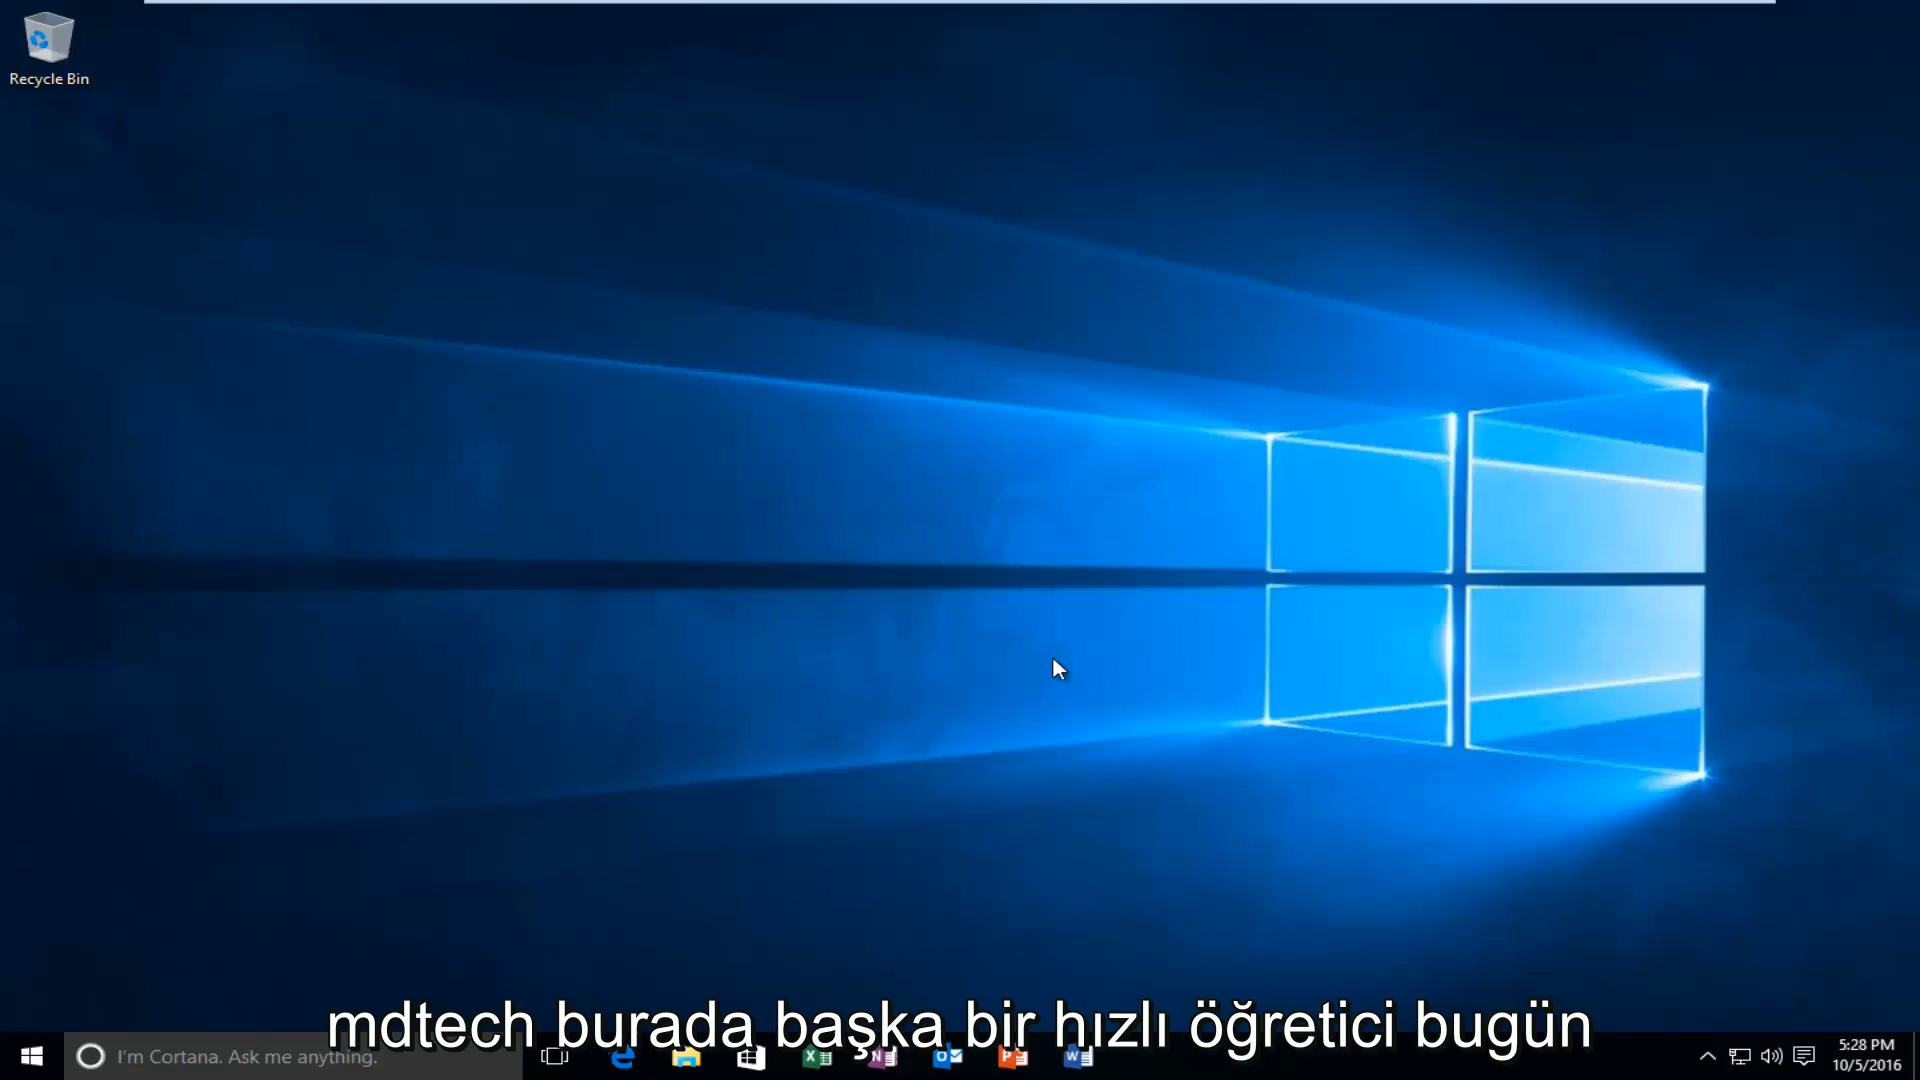 Recycle Bin
mdtech burada başka bir hızlı öğretici bugün
I'm Cortana. Ask me anything.
5:28 PM
10/5/2016